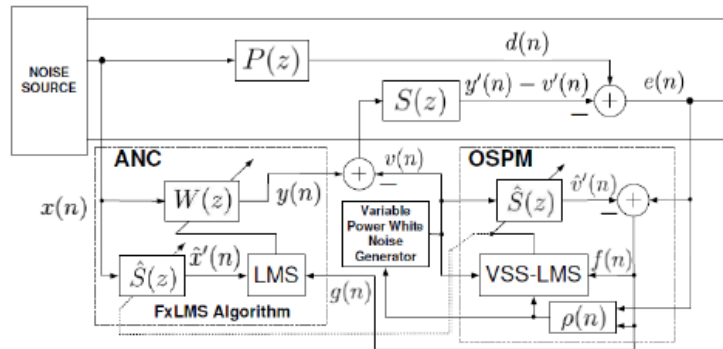 NOISE
SOURCE
P(z)
d(n)
S(z)
y'(n) − v'(n)
e(n)
+
−
ANC
OSPM
x(n)
W(z)
y(n)
+
v(n)
−
Ŝ(z)
v̂'(n)
+
−
Variable
Power White
Noise
Generator
Ŝ(z)
x̂'(n)
LMS
g(n)
VSS-LMS
f(n)
ρ(n)
FxLMS Algorithm